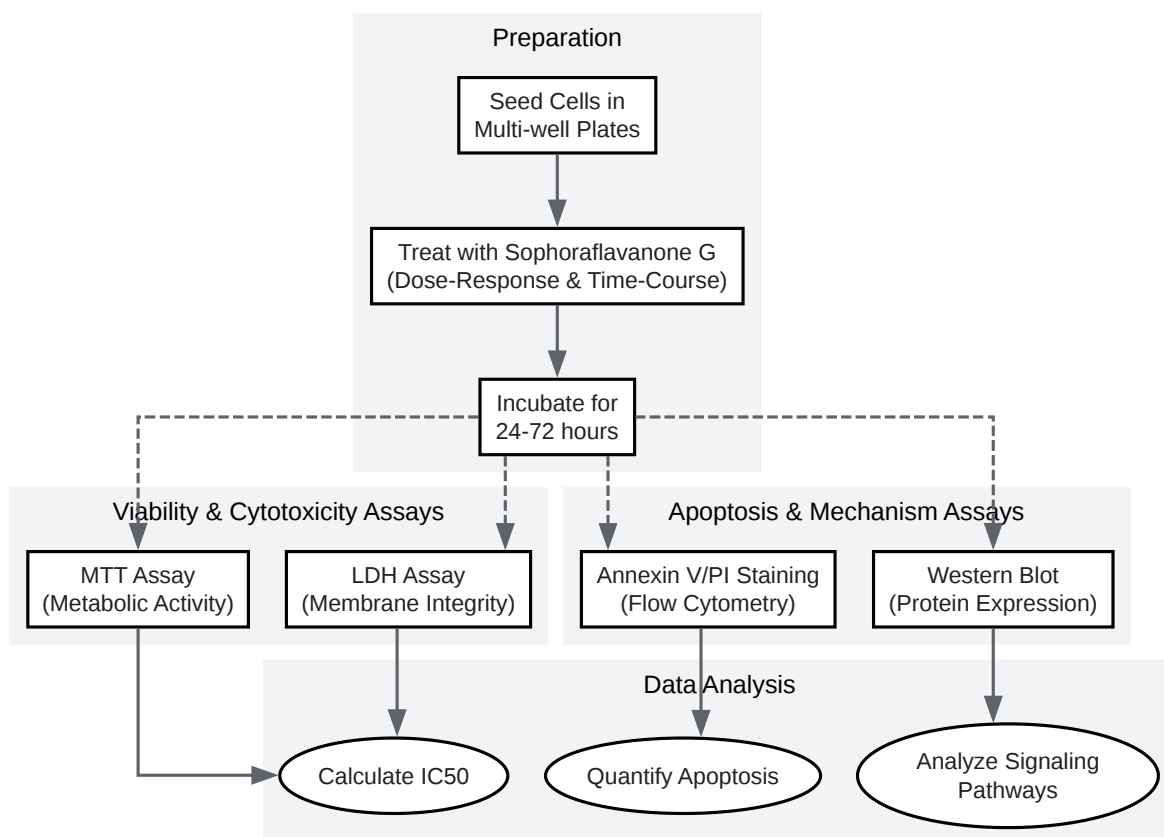 Preparation
Seed Cells in
Multi-well Plates
Treat with Sophoraflavanone G
(Dose-Response & Time-Course)
Incubate for
24-72 hours
Viability & Cytotoxicity Assays
MTT Assay
(Metabolic Activity)
LDH Assay
(Membrane Integrity)
Apoptosis & Mechanism Assays
Annexin V/PI Staining
(Flow Cytometry)
Western Blot
(Protein Expression)
Data Analysis
Calculate IC50
Quantify Apoptosis
Analyze Signaling
Pathways